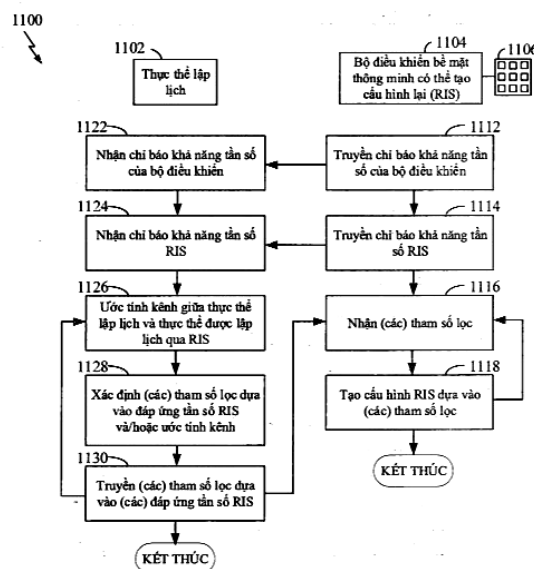 1100
1102
Thực thể lập
lịch
1104
Bộ điều khiển bề mặt
thông minh có thể tạo
cấu hình lại (RIS)
1106
1122
Nhận chỉ báo khả năng tần số
của bộ điều khiển
1112
Truyền chỉ báo khả năng tần
số của bộ điều khiển
1124
Nhận chỉ báo khả năng tần số
RIS
1114
Truyền chỉ báo khả năng tần
số RIS
1126
Ước tính kênh giữa thực thể
lập lịch và thực thể được lập
lịch qua RIS
1116
Nhận (các) tham số lọc
1128
Xác định (các) tham số lọc dựa
vào đáp ứng tần số RIS
và/hoặc ước tính kênh
1118
Tạo cấu hình RIS dựa vào
(các) tham số lọc
1130
Truyền (các) tham số lọc dựa
vào (các) đáp ứng tần số RIS
KẾT THÚC
KẾT THÚC